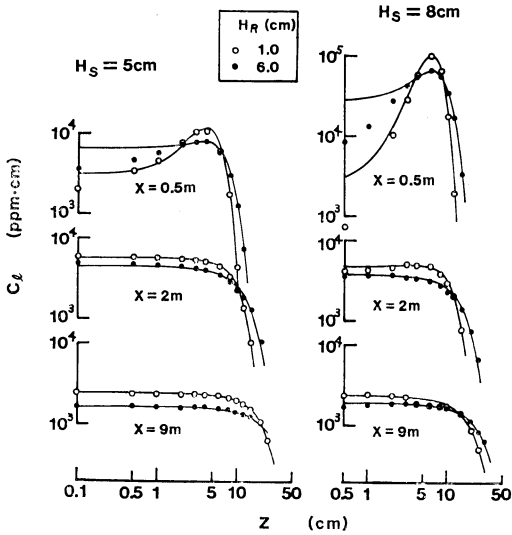 H_R (cm)
○ 1.0
● 6.0
H_S = 5cm
H_S = 8cm
C_ℓ (ppm·cm)
10^4
10^3
X = 0.5m
10^4
10^3
X = 2m
10^4
10^3
X = 9m
0.1 0.5 1 5 10 50
10^5
10^4
10^3
X = 0.5m
10^4
10^3
X = 2m
10^4
10^3
X = 9m
0.5 1 5 10 50
Z (cm)